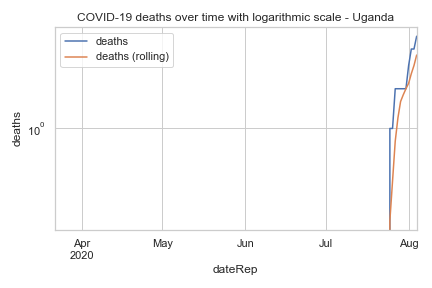 COVID-19 deaths over time with logarithmic scale - Uganda
deaths
deaths (rolling)
deaths
10⁰
Apr
2020
May
Jun
Jul
Aug
dateRep